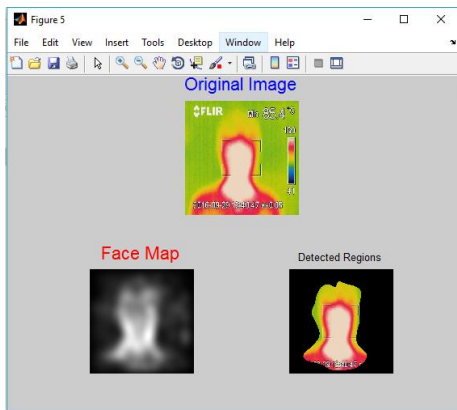 Figure 5
File Edit View Insert Tools Desktop Window Help
Original Image
FLIR
Face Map
Detected Regions